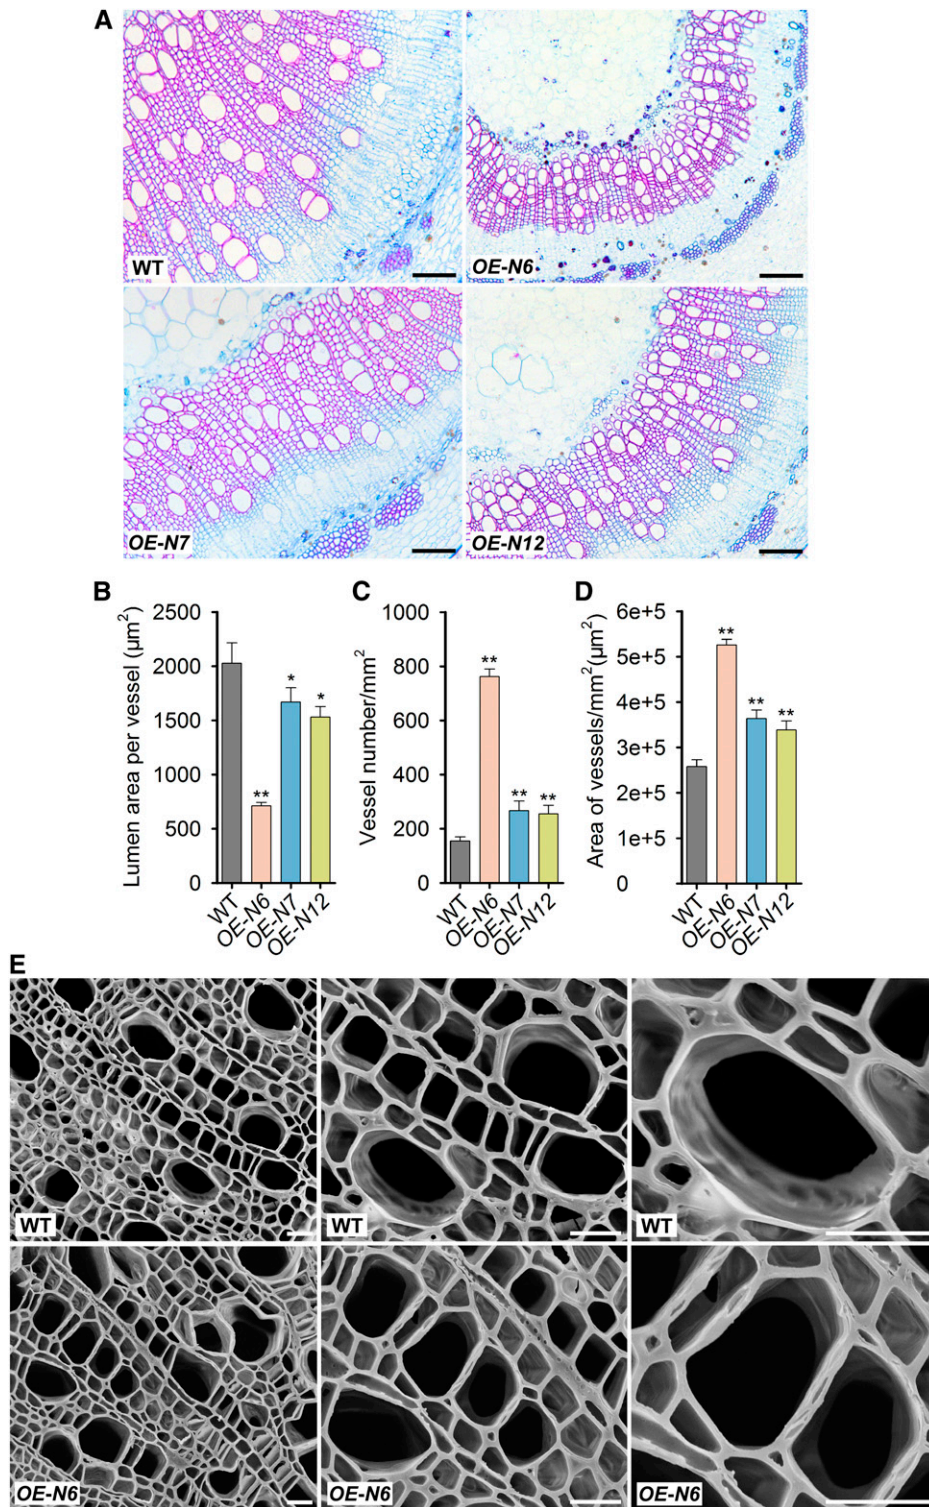 A
WT
OE-N6
OE-N7
OE-N12
B
C
D
Lumen area per vessel (µm²)
2500
2000
1500
1000
500
0
**
*
*
WT
OE-N6
OE-N7
OE-N12
Vessel number/mm²
1000
800
600
400
200
0
**
**
**
WT
OE-N6
OE-N7
OE-N12
Area of vessels/mm²(µm²)
6e+5
5e+5
4e+5
3e+5
2e+5
1e+5
0
**
**
**
WT
OE-N6
OE-N7
OE-N12
E
WT
WT
WT
OE-N6
OE-N6
OE-N6